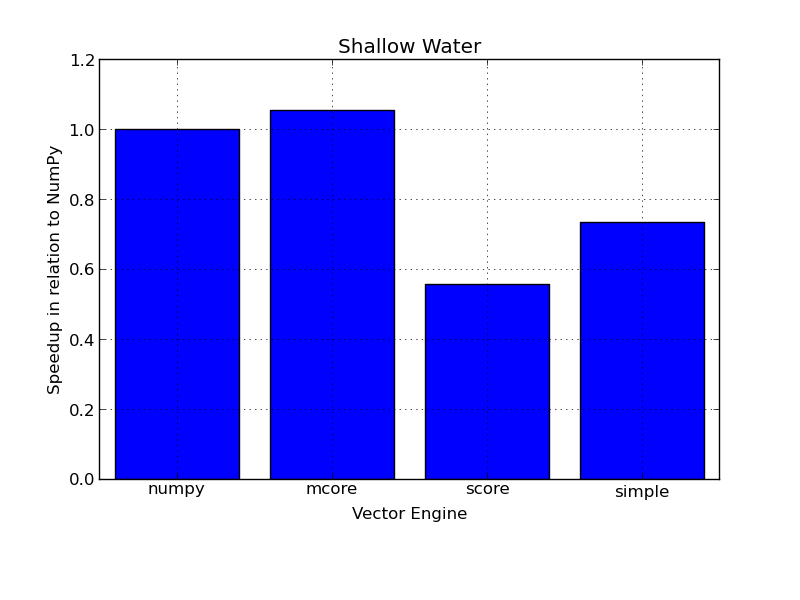 Shallow Water
1.2
1.0
0.8
0.6
0.4
0.2
0.0
Speedup in relation to NumPy
numpy mcore score simple
Vector Engine